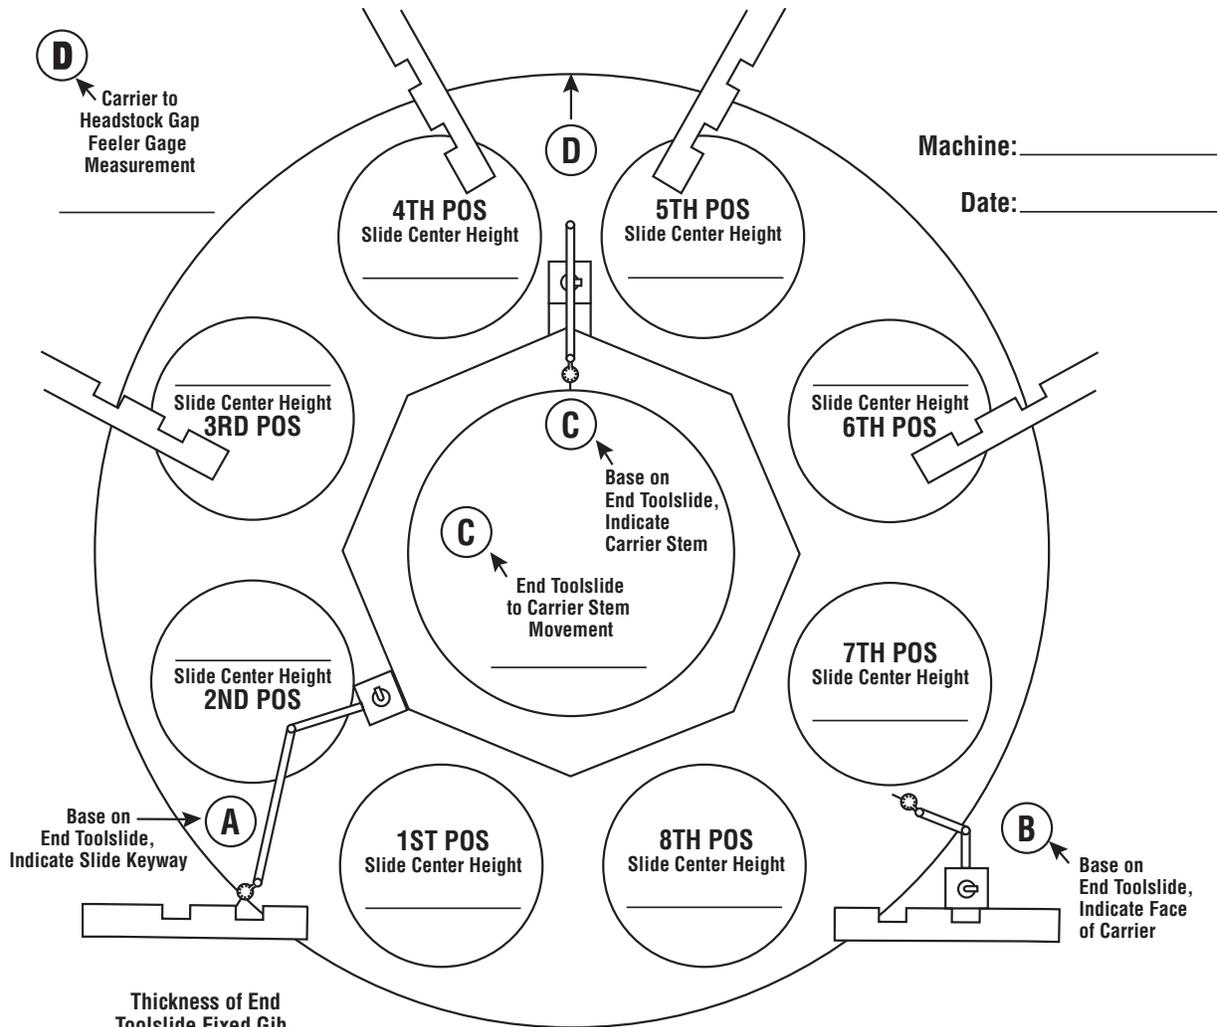 D
Carrier to
Headstock Gap
Feeler Gage
Measurement
D
Machine:
Date:
4TH POS
Slide Center Height
5TH POS
Slide Center Height
Slide Center Height
3RD POS
Slide Center Height
6TH POS
C
Base on
End Toolslide,
Indicate
Carrier Stem
C
End Toolslide
to Carrier Stem
Movement
Slide Center Height
2ND POS
7TH POS
Slide Center Height
A
Base on
End Toolslide,
Indicate Slide Keyway
1ST POS
Slide Center Height
8TH POS
Slide Center Height
B
Base on
End Toolslide,
Indicate Face
of Carrier
Thickness of End
Toolslide Fixed Gib